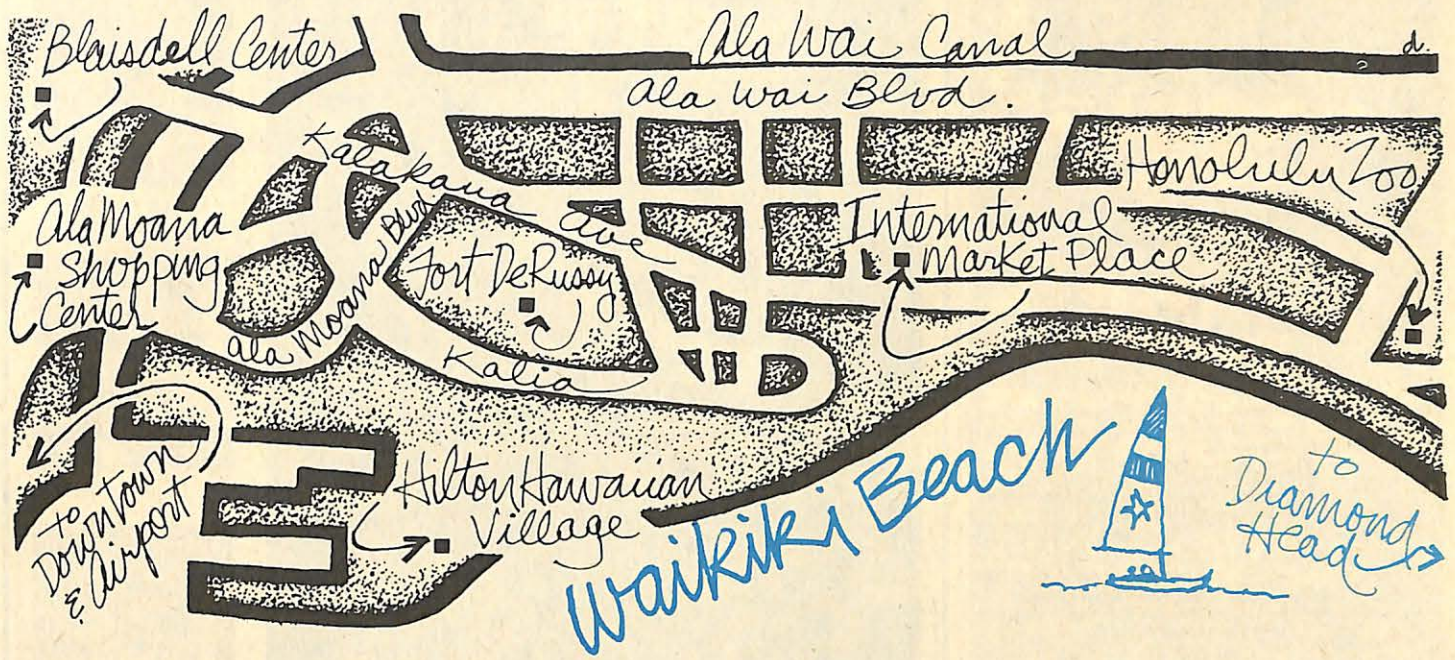 Blaisdell Center
Ala Wai Canal
d.
Ala Wai Blvd.
Kalakaua Ave
Honolulu Zoo
Ala Moana
Shopping
Center
Ala Moana Blvd.
Fort DeRussy
International
Market Place
Kalia
to
Downtown
& Airport
Hilton Hawaiian
Village
Waikiki Beach
to
Diamond
Head